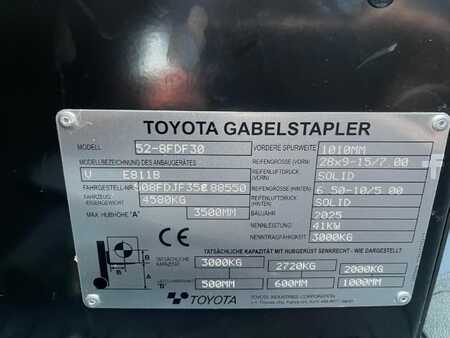 TOYOTA GABELSTAPLER
MODELL 52-8FDF30 VORDERE SPURWEITE 1010MM
MODELLBEZEICHNUNG DES ANBAUGERÄTES REIFENGRÖSSE (VORN) 28x9-15/7.00
V E811B REIFENLUFTDRUCK (VORN) SOLID
FAHRGESTELL-NR. REIFENGRÖSSE (HINTEN) 6.50-10/5.00
FAHRZEUG (EIGENGEWICHT) 4580KG REIFENLUFTDRUCK (HINTEN) SOLID
MAX. HUBHÖHE "A" 3500MM BAUJAHR 2025
NENNLEISTUNG 41KW
NENNTRAGFÄHIGKEIT 3000KG
CE
TATSÄCHLICHE KAPAZITÄT MIT HUBGERÜST SENKRECHT - WIE DARGESTELLT
TATSÄCHLICHE KAPAZITÄT 3000KG 2720KG 2000KG
"B" 500MM 600MM 1000MM
A
B
TOYOTA TOYOTA INDUSTRIES CORPORATION